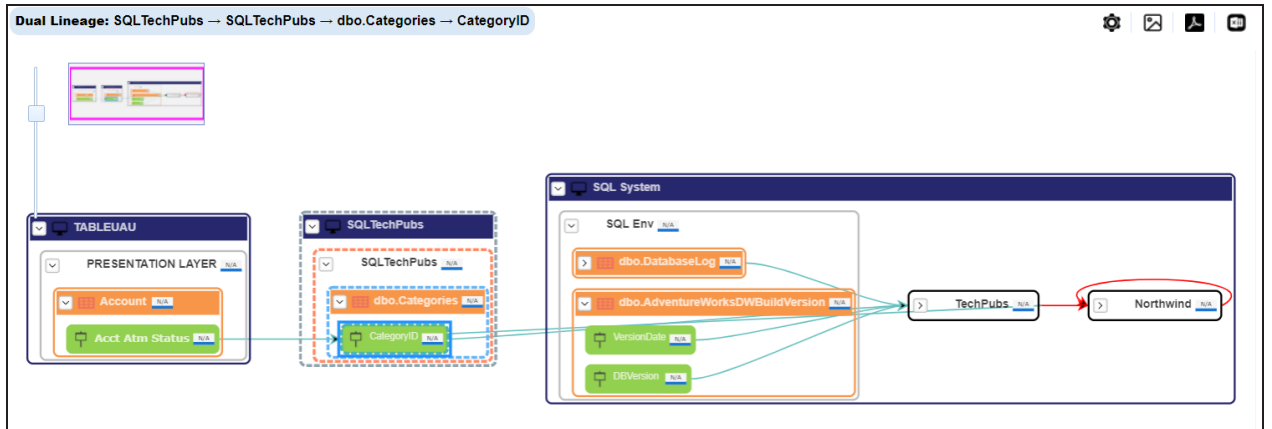 Dual Lineage: SQLTechPubs → SQLTechPubs → dbo.Categories → CategoryID
SQL System
TABLEUAU
SQLTechPubs
SQL Env N/A
PRESENTATION LAYER N/A
SQLTechPubs N/A
dbo.DatabaseLog N/A
Account N/A
dbo.Categories N/A
dbo.AdventureWorksDWBuildVersion N/A
TechPubs N/A
Northwind N/A
Acct Atm Status N/A
CategoryID N/A
VersionDate N/A
DBVersion N/A